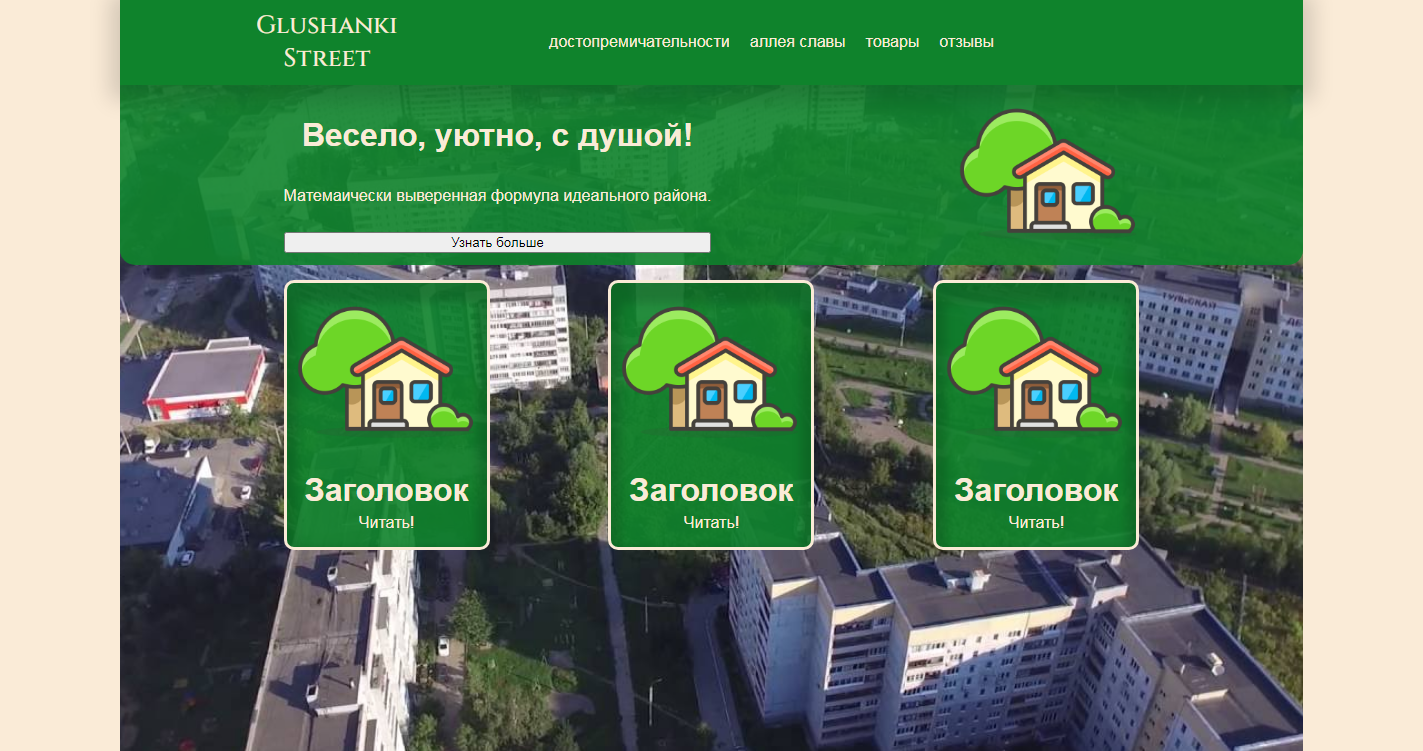 Glushanki
Street
достопремичательности аллея славы товары отзывы
Весело, уютно, с душой!
Матемаически выверенная формула идеального района.
Узнать больше
ТУЛЬСКАЯ
Заголовок Заголовок Заголовок
Читать! Читать! Читать!